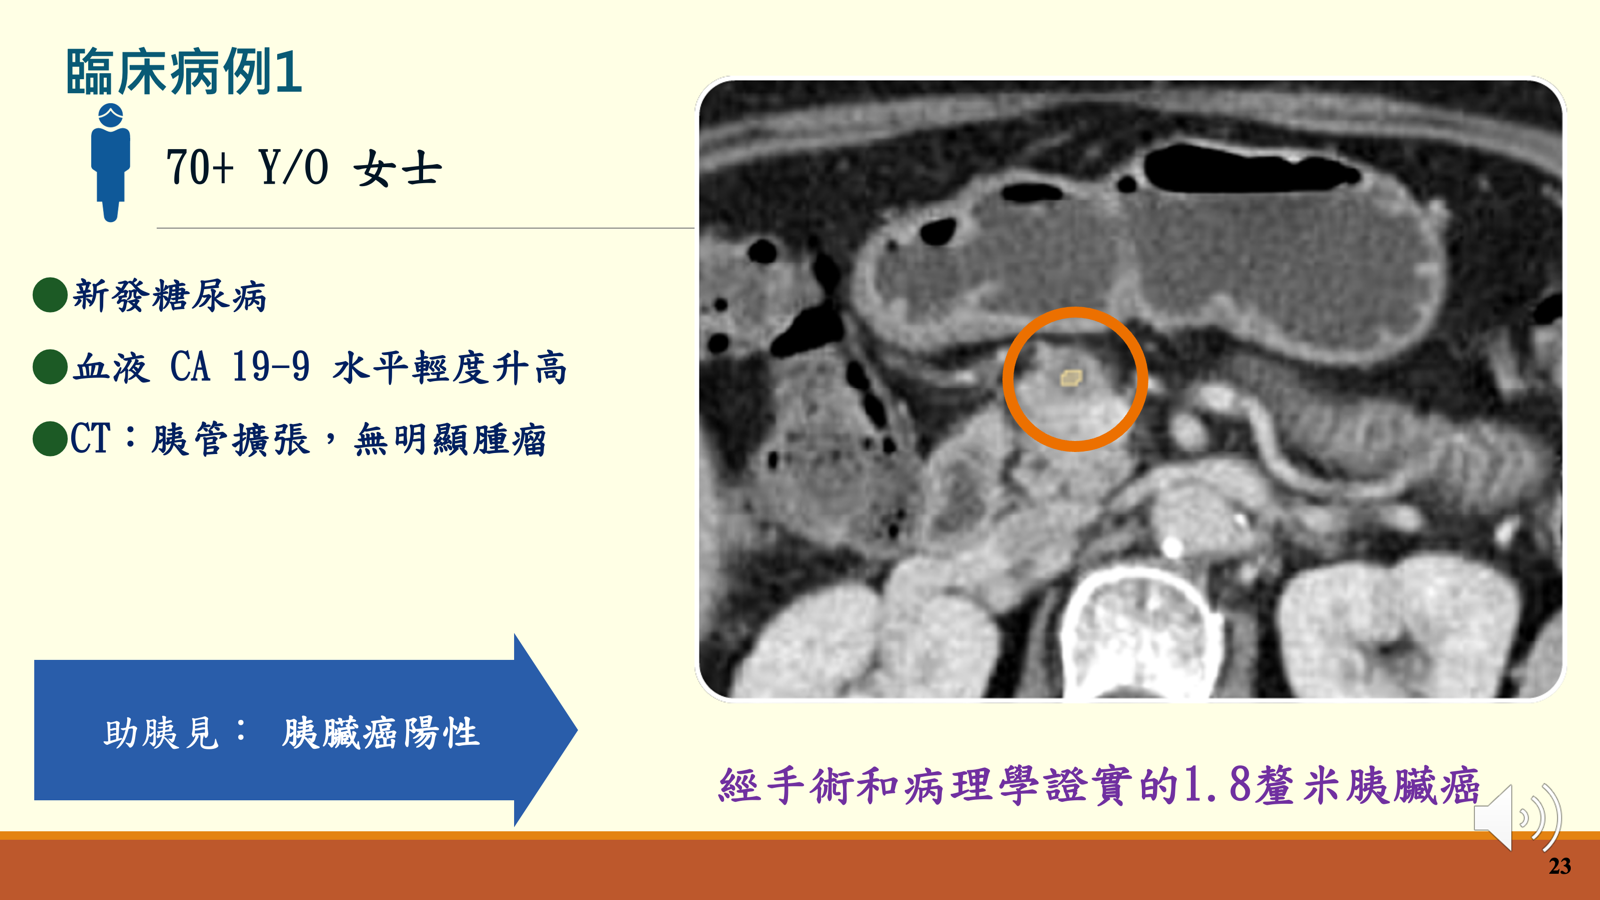 臨床病例1
70+ Y/O 女士
新發糖尿病
血液 CA 19-9 水平輕度升高
CT：胰管擴張，無明顯腫瘤
助胰見： 胰臟癌陽性
經手術和病理學證實的1.8釐米胰臟癌
23